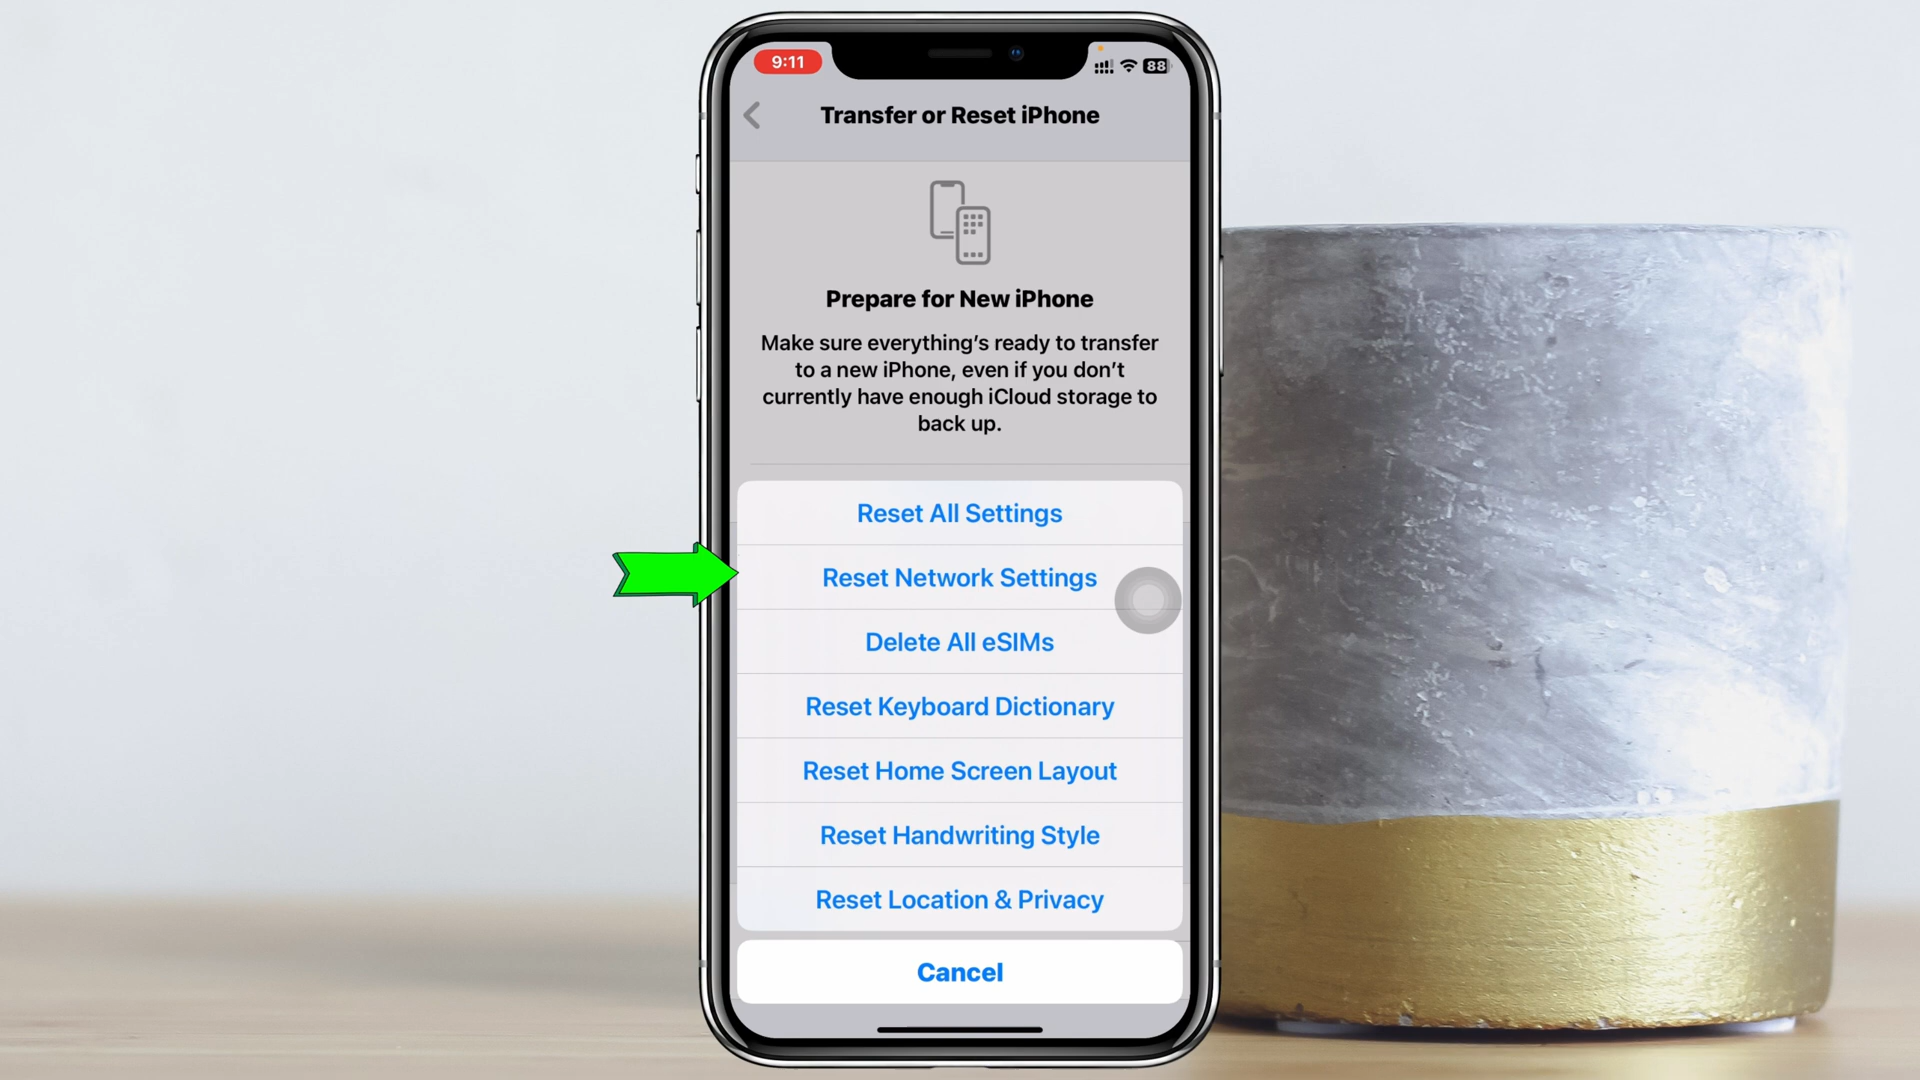 9:11
88
Transfer or Reset iPhone
Prepare for New iPhone
Make sure everything's ready to transfer
to a new iPhone, even if you don't
currently have enough iCloud storage to
back up.
Reset All Settings
Reset Network Settings
Delete All eSIMs
Reset Keyboard Dictionary
Reset Home Screen Layout
Reset Handwriting Style
Reset Location & Privacy
Cancel